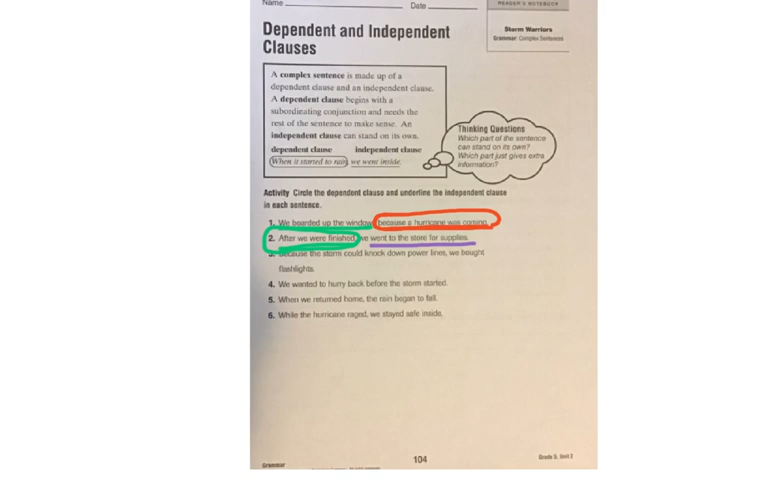 Name
Date
READER'S NOTEBOOK
Dependent and Independent
Clauses
Storm Warriors
Grammar: Complex Sentences
A complex sentence is made up of a
dependent clause and an independent clause.
A dependent clause begins with a
subordinating conjunction and needs the
rest of the sentence to make sense. An
independent clause can stand on its own.
dependent clause independent clause
When it started to rain, we went inside.
Thinking Questions
Which part of the sentence
can stand on its own?
Which part just gives extra
information?
Activity Circle the dependent clause and underline the independent clause
in each sentence.
1. We boarded up the window because a hurricane was coming.
2. After we were finished, we went to the store for supplies.
3. Because the storm could knock down power lines, we bought
flashlights.
4. We wanted to hurry back before the storm started.
5. When we returned home, the rain began to fall.
6. While the hurricane raged, we stayed safe inside.
Grammar
104
Grade 5, Unit 2